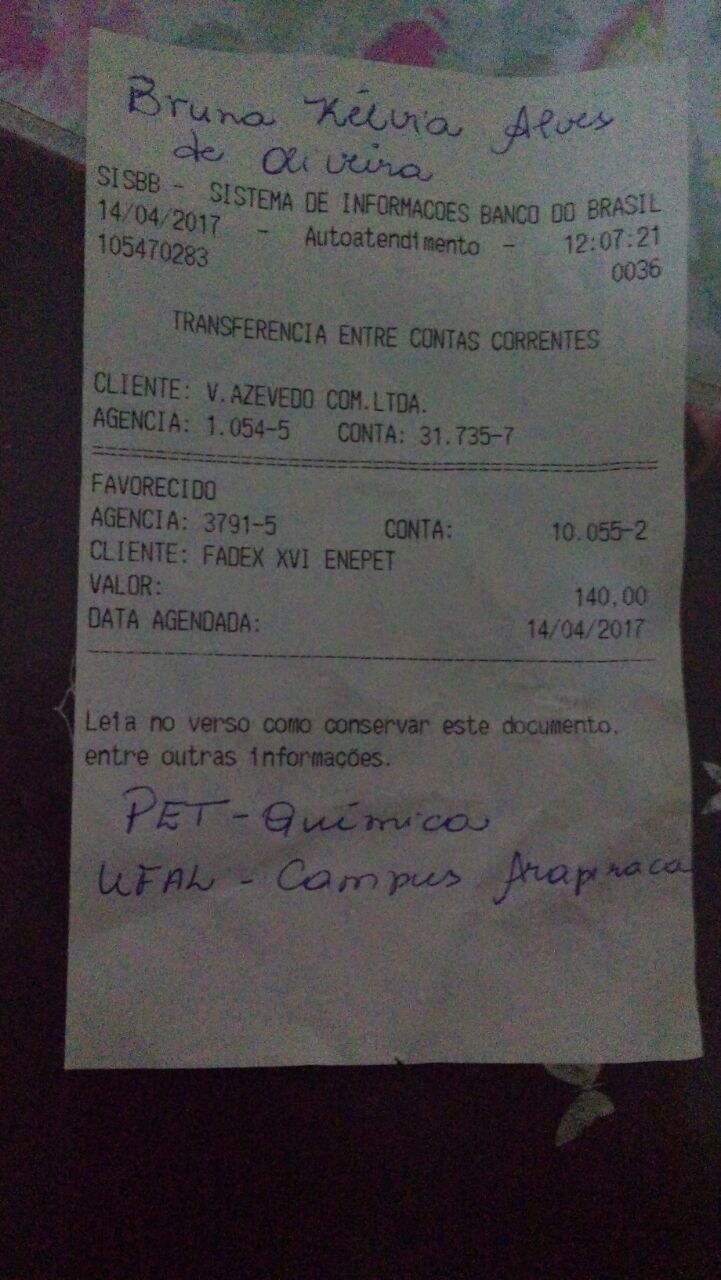 Bruna Kélvia Alves
de Oliveira
SISBB - SISTEMA DE INFORMACOES BANCO DO BRASIL
14/04/2017 - Autoatendimento - 12:07:21
105470283 0036
TRANSFERENCIA ENTRE CONTAS CORRENTES
CLIENTE: V.AZEVEDO COM.LTDA.
AGENCIA: 1.054-5 CONTA: 31.735-7
FAVORECIDO
AGENCIA: 3791-5 CONTA: 10.055-2
CLIENTE: FADEX XVI ENEPET
VALOR: 140,00
DATA AGENDADA: 14/04/2017
Leia no verso como conservar este documento,
entre outras informações.
PET - Química
UFAL - Campus Arapiraca